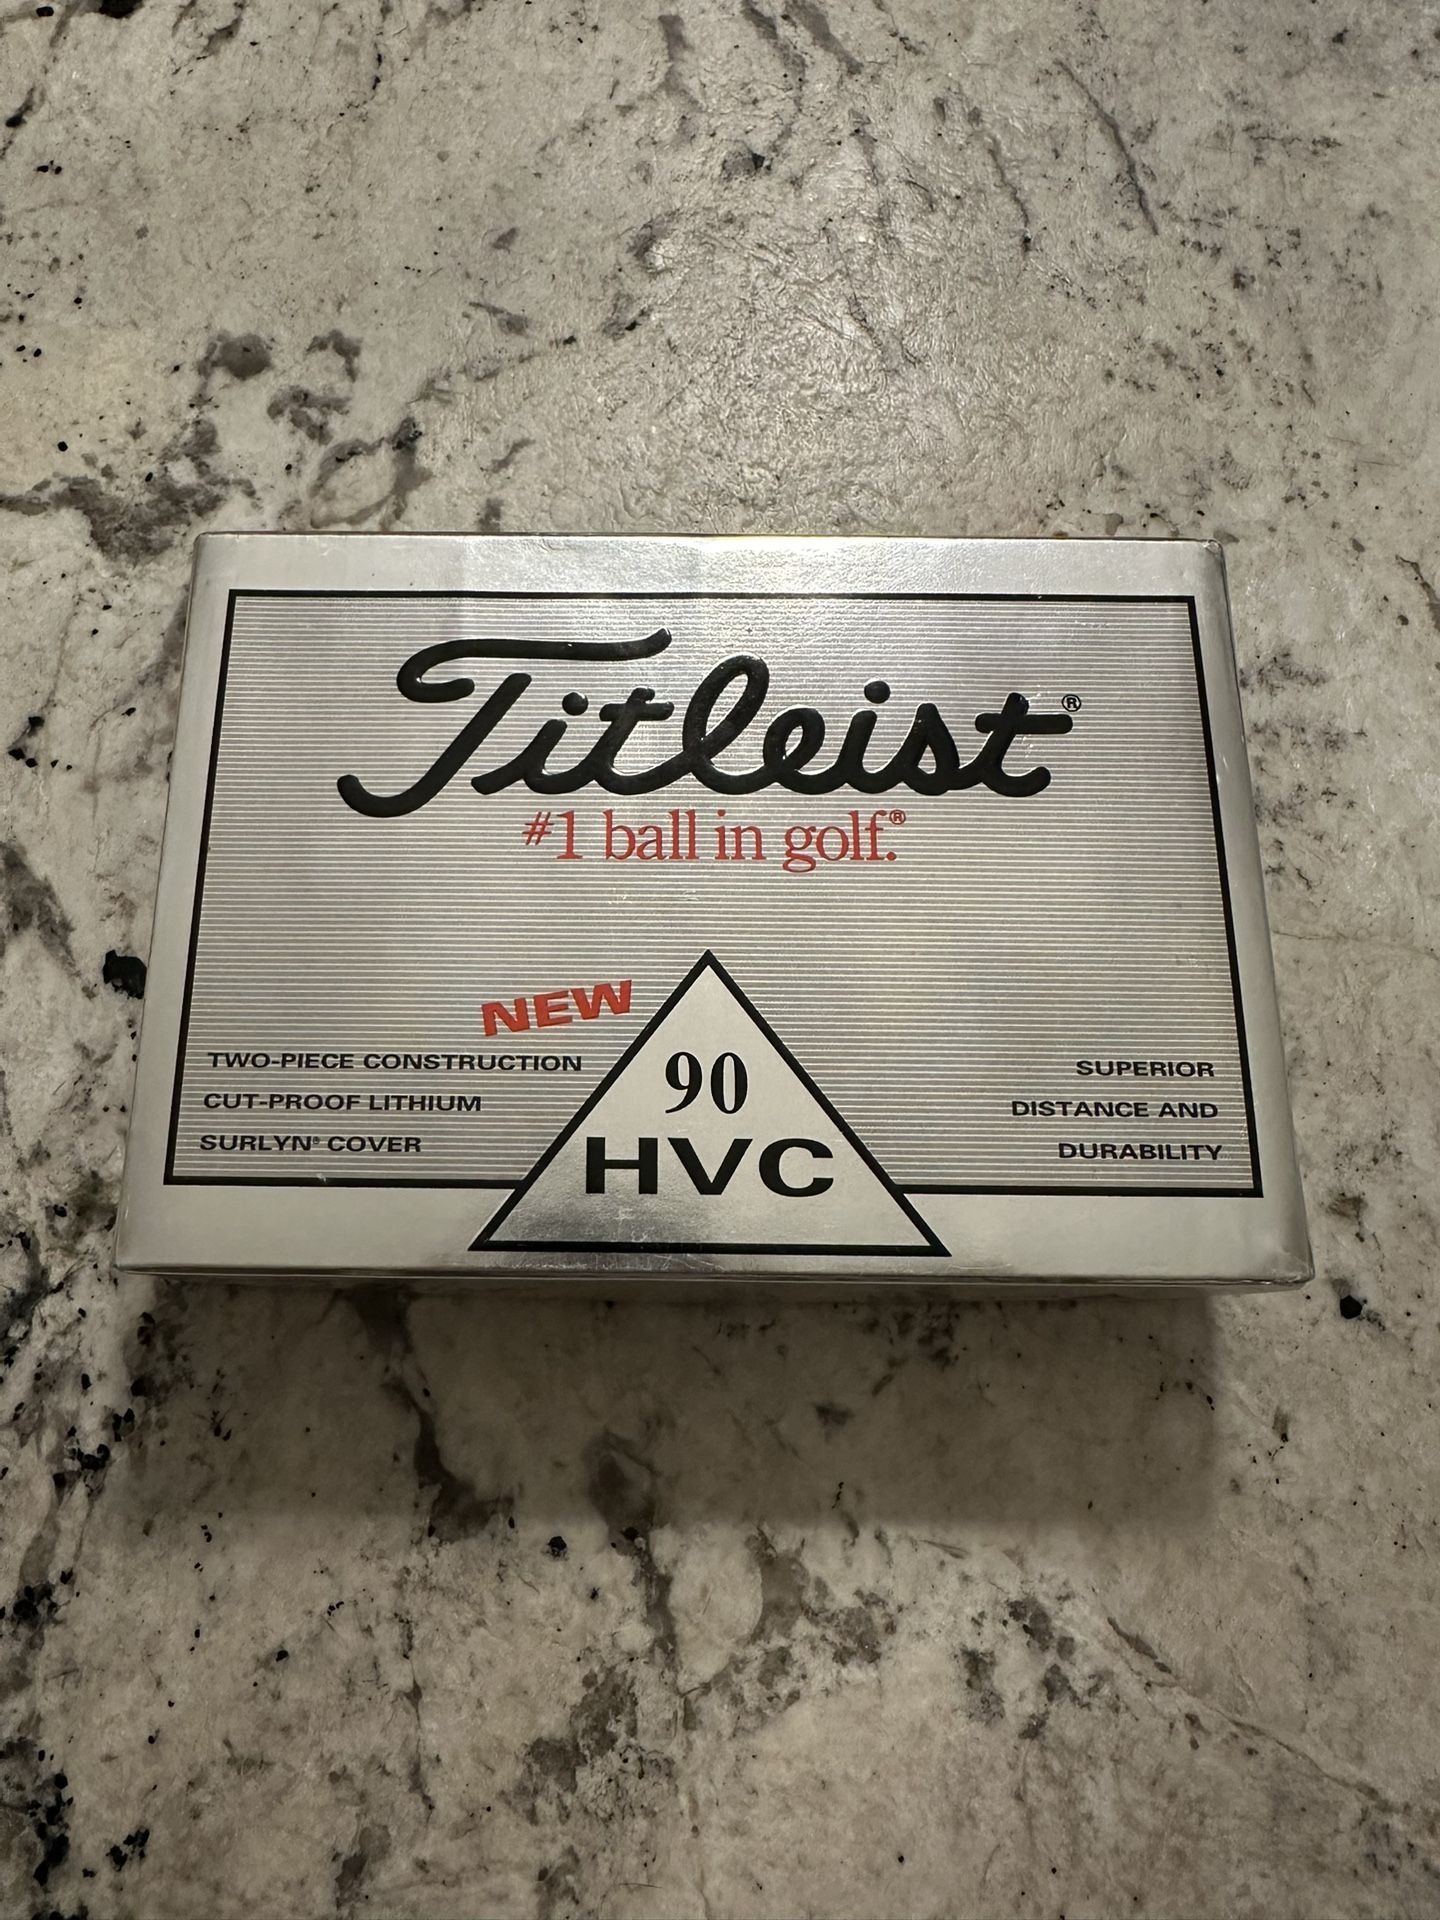 Titleist®
#1 ball in golf.®
NEW
TWO-PIECE CONSTRUCTION
CUT-PROOF LITHIUM
SURLYN® COVER
90
HVC
SUPERIOR
DISTANCE AND
DURABILITY